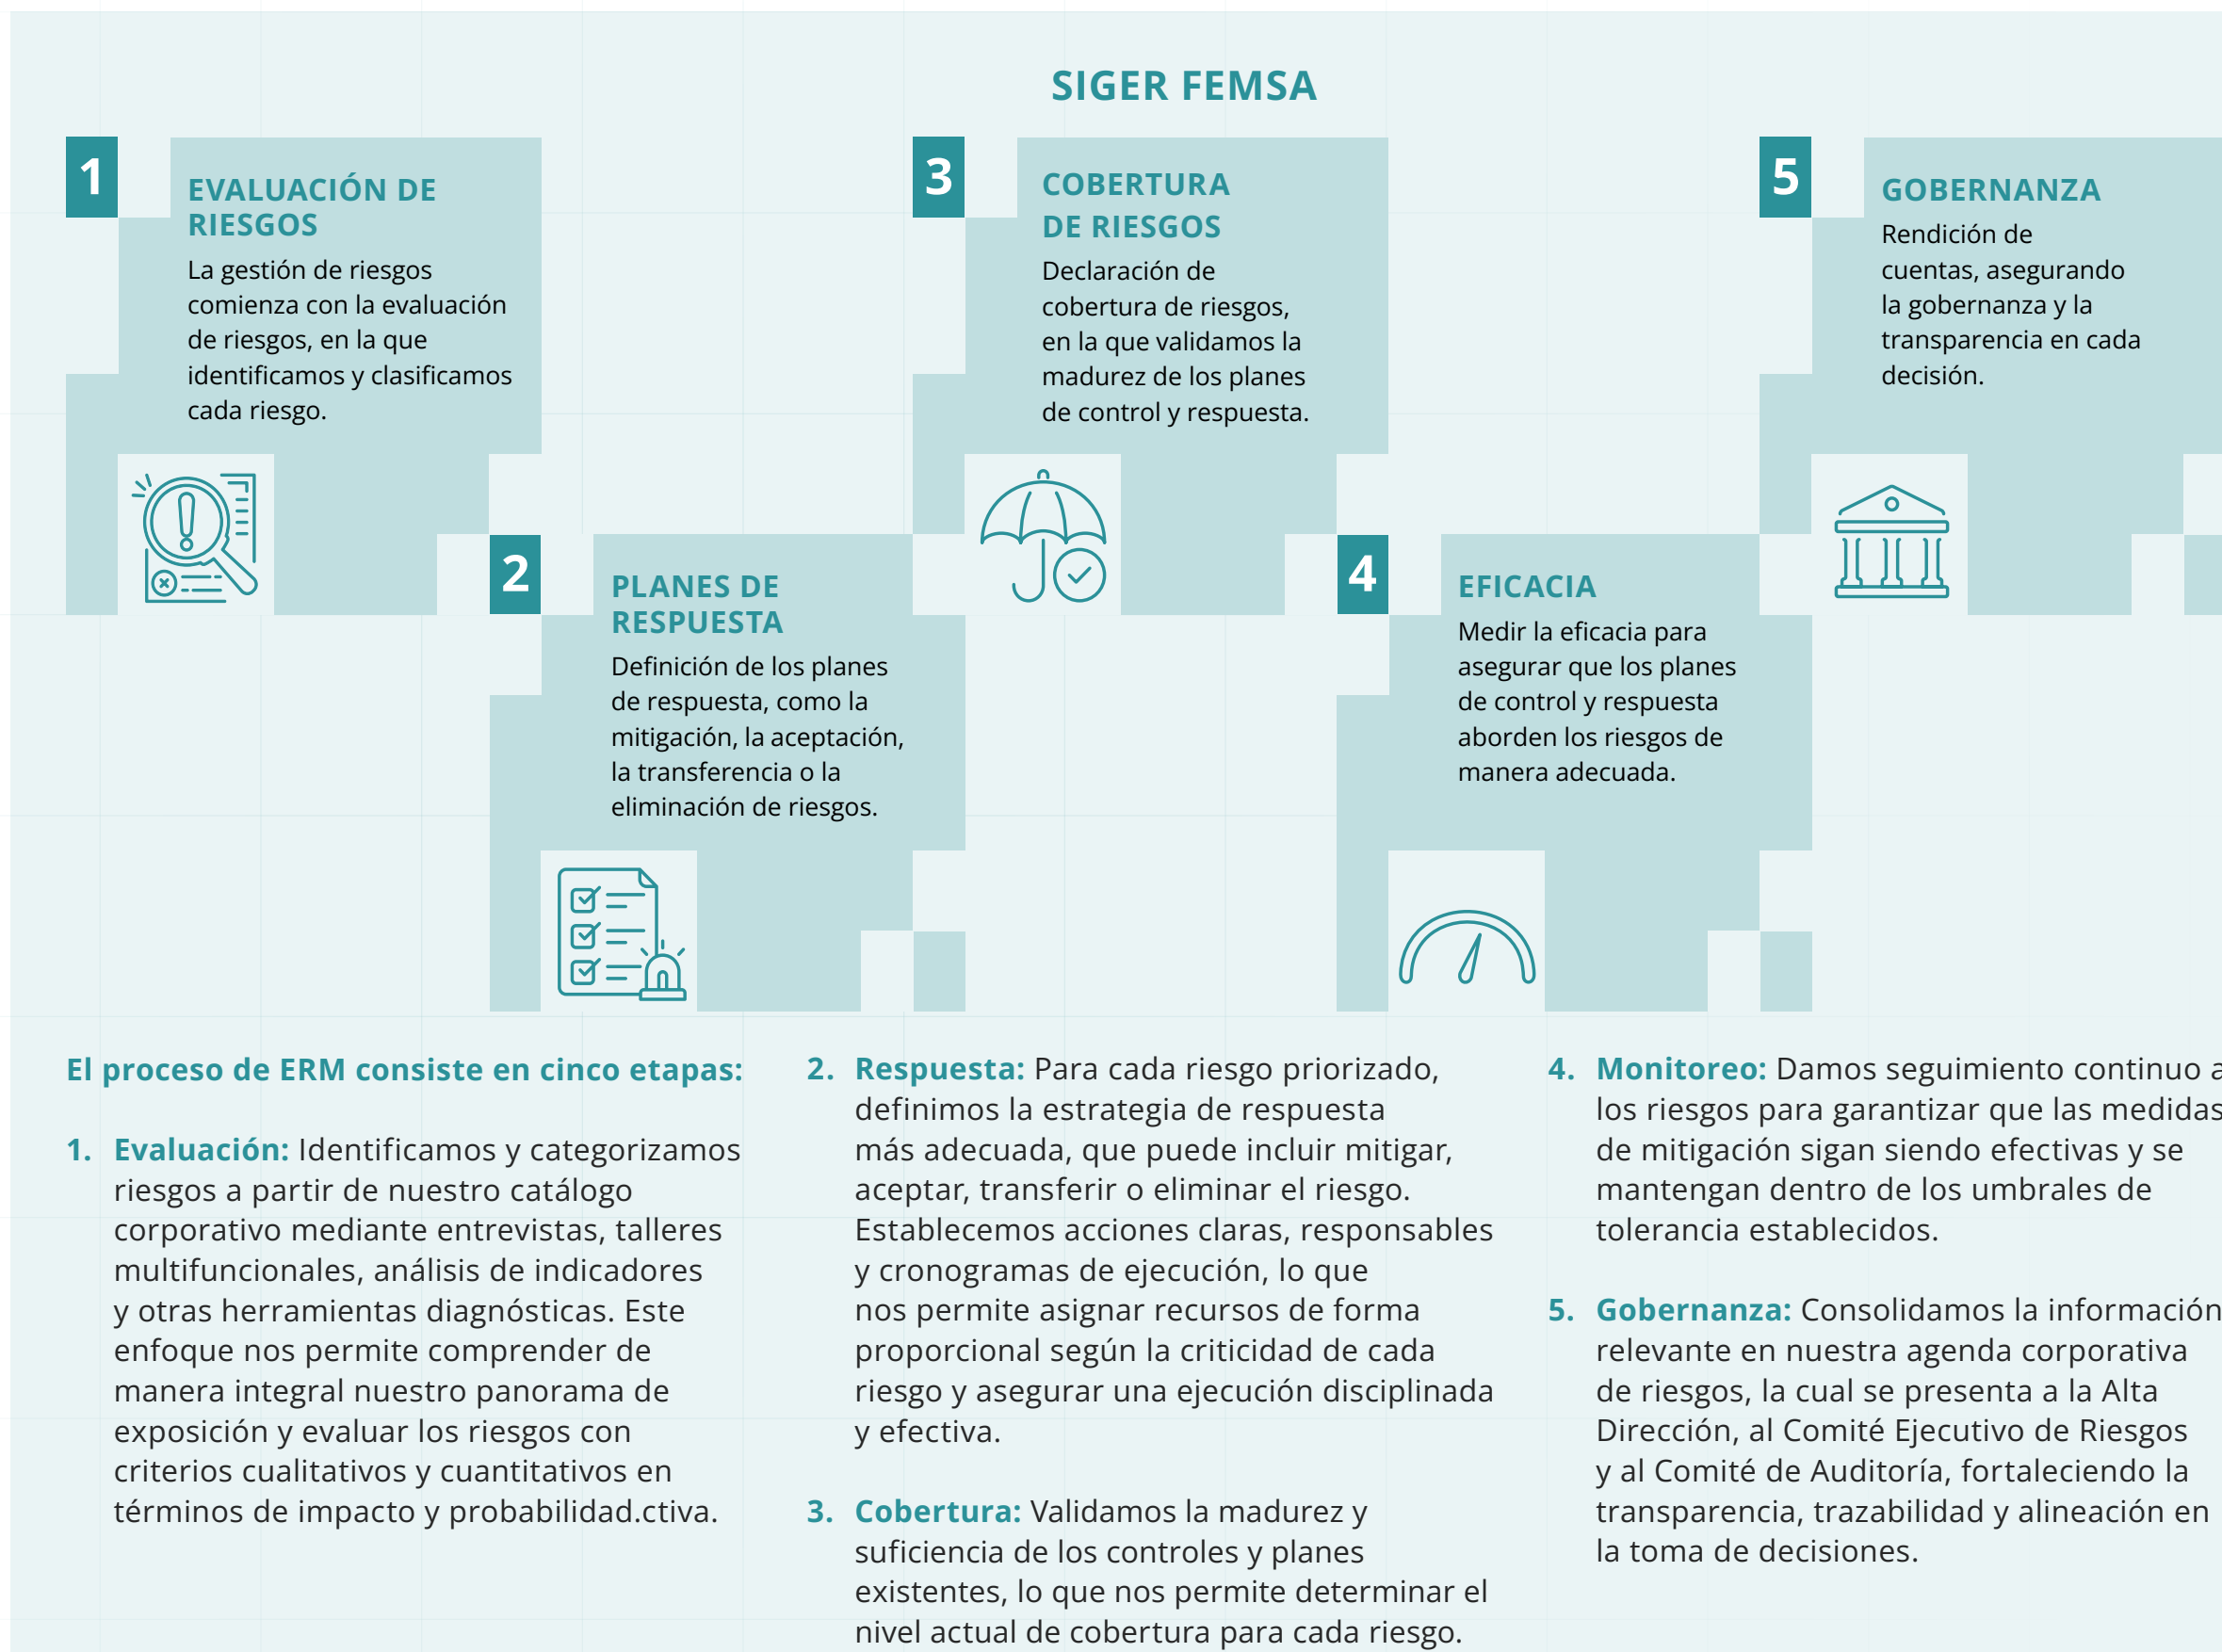 SIGER FEMSA
1
EVALUACIÓN DE
RIESGOS
La gestión de riesgos
comienza con la evaluación
de riesgos, en la que
identificamos y clasificamos
cada riesgo.
2
PLANES DE
RESPUESTA
Definición de los planes
de respuesta, como la
mitigación, la aceptación,
la transferencia o la
eliminación de riesgos.
3
COBERTURA
DE RIESGOS
Declaración de
cobertura de riesgos,
en la que validamos la
madurez de los planes
de control y respuesta.
4
EFICACIA
Medir la eficacia para
asegurar que los planes
de control y respuesta
aborden los riesgos de
manera adecuada.
5
GOBERNANZA
Rendición de
cuentas, asegurando
la gobernanza y la
transparencia en cada
decisión.
El proceso de ERM consiste en cinco etapas:
1. Evaluación: Identificamos y categorizamos
riesgos a partir de nuestro catálogo
corporativo mediante entrevistas, talleres
multifuncionales, análisis de indicadores
y otras herramientas diagnósticas. Este
enfoque nos permite comprender de
manera integral nuestro panorama de
exposición y evaluar los riesgos con
criterios cualitativos y cuantitativos en
términos de impacto y probabilidad.ctiva.
2. Respuesta: Para cada riesgo priorizado,
definimos la estrategia de respuesta
más adecuada, que puede incluir mitigar,
aceptar, transferir o eliminar el riesgo.
Establecemos acciones claras, responsables
y cronogramas de ejecución, lo que
nos permite asignar recursos de forma
proporcional según la criticidad de cada
riesgo y asegurar una ejecución disciplinada
y efectiva.
3. Cobertura: Validamos la madurez y
suficiencia de los controles y planes
existentes, lo que nos permite determinar el
nivel actual de cobertura para cada riesgo.
4. Monitoreo: Damos seguimiento continuo a
los riesgos para garantizar que las medidas
de mitigación sigan siendo efectivas y se
mantengan dentro de los umbrales de
tolerancia establecidos.
5. Gobernanza: Consolidamos la información
relevante en nuestra agenda corporativa
de riesgos, la cual se presenta a la Alta
Dirección, al Comité Ejecutivo de Riesgos
y al Comité de Auditoría, fortaleciendo la
transparencia, trazabilidad y alineación en
la toma de decisiones.